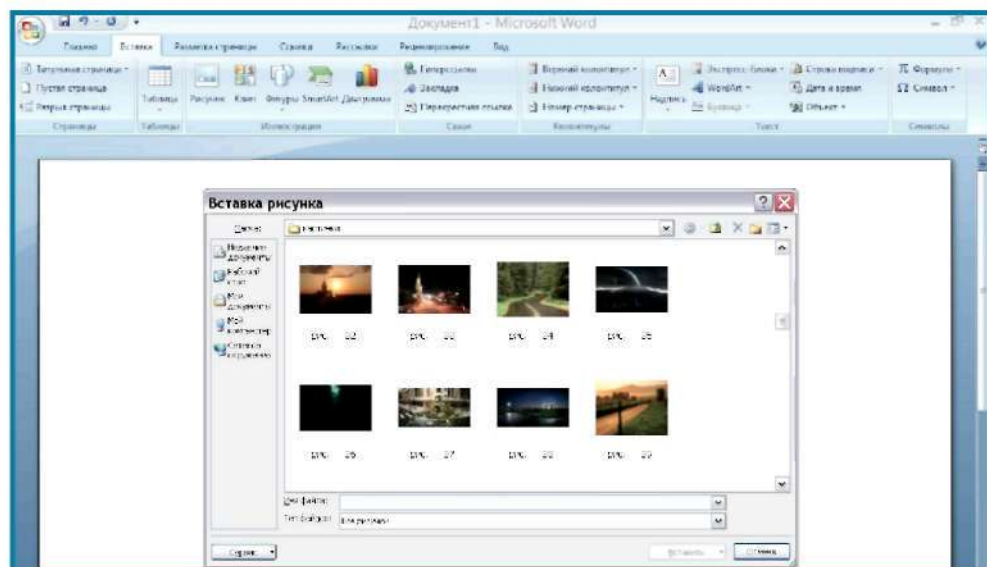 Документ1 - Microsoft Word
Главная Вставка Разметка страницы Ссылки Рассылки Рецензирование Вид
Титульная страница
Пустая страница
Разрыв страницы
Таблица
Рисунок Клип Фигуры SmartArt Диаграмма
Гиперссылка
Закладка
Перекрестная ссылка
Верхний колонтитул
Нижний колонтитул
Номер страницы
Надпись
Экспресс-блоки
WordArt
Буквица
Строка подписи
Дата и время
Объект
π Формула
Ω Символ
Страницы Таблицы Иллюстрации Связи Колонтитулы Текст Символы
Вставка рисунка
Папка:
Недавние документы
Рабочий стол
Мои документы
Мой компьютер
Сетевое окружение
Имя файла:
Тип файлов: Все рисунки
Сервис Вставить Отмена